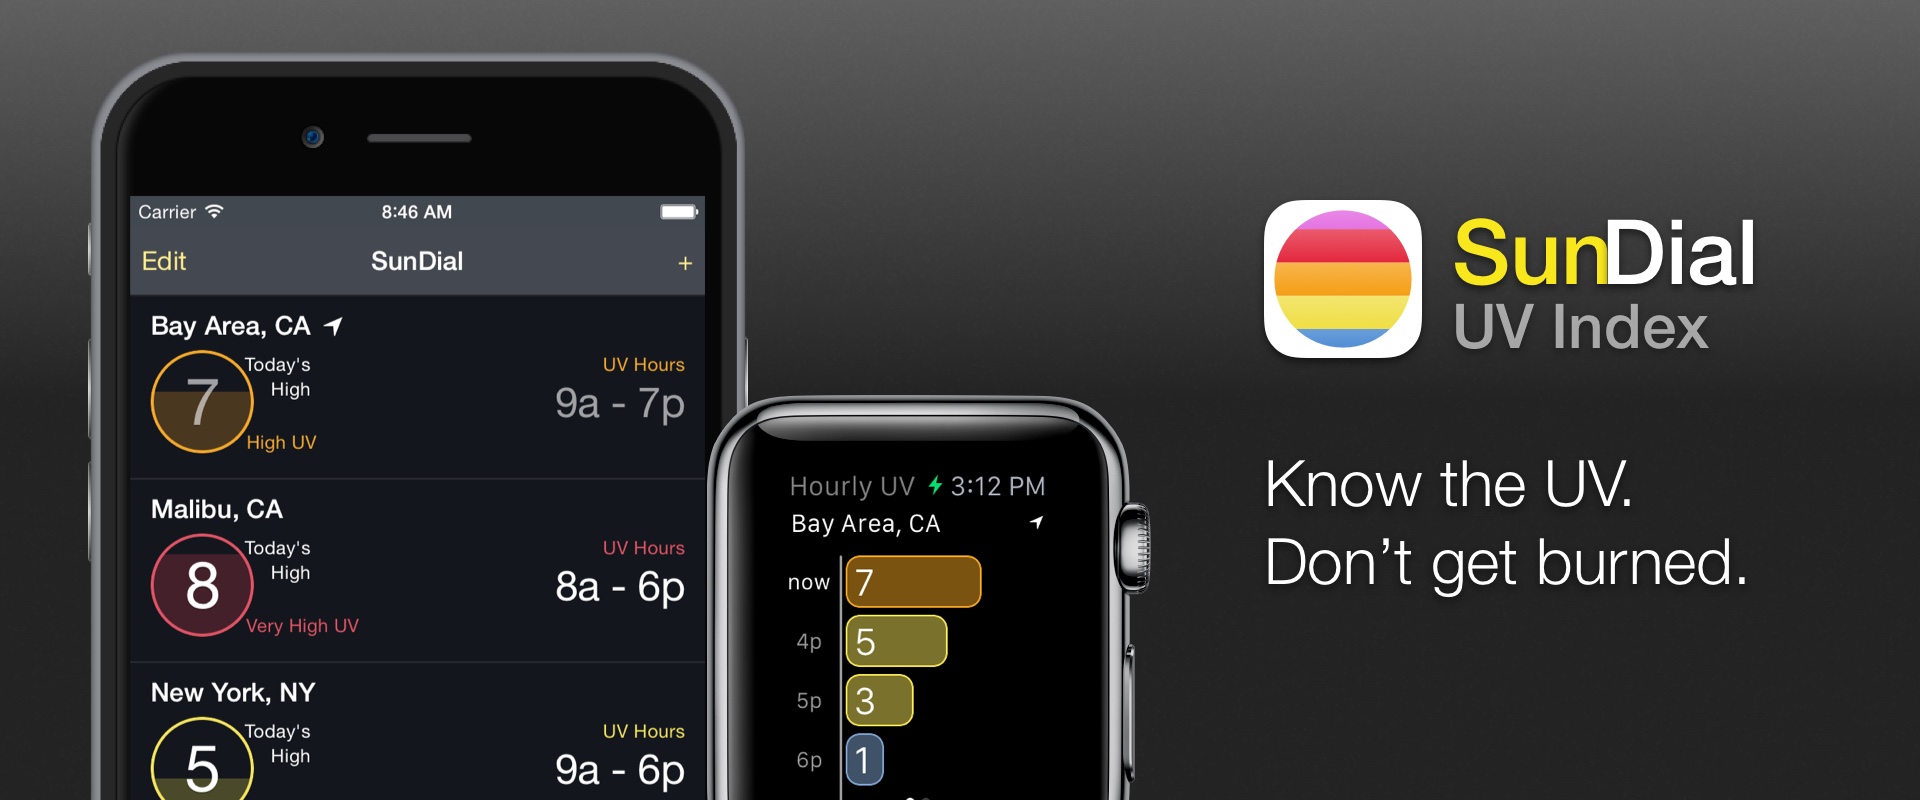 Carrier 8:46 AM
Edit SunDial +
Bay Area, CA
7 Today's High
UV Hours
9a - 7p
High UV
Malibu, CA
8 Today's High
UV Hours
8a - 6p
Very High UV
New York, NY
5 Today's High
UV Hours
9a - 6p
Hourly UV 3:12 PM
Bay Area, CA
now 7
4p 5
5p 3
6p 1
SunDial
UV Index
Know the UV.
Don't get burned.